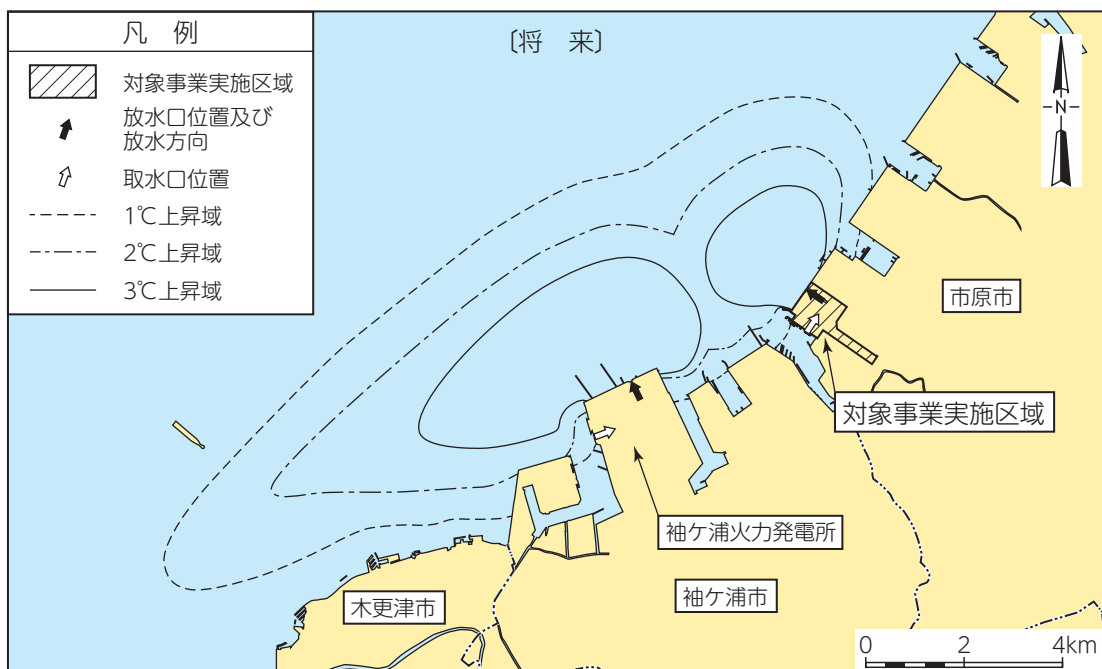 凡 例
対象事業実施区域
放水口位置及び
放水方向
取水口位置
1℃上昇域
2℃上昇域
3℃上昇域
〔将 来〕
N
市原市
対象事業実施区域
袖ケ浦火力発電所
袖ケ浦市
木更津市
0 2 4km